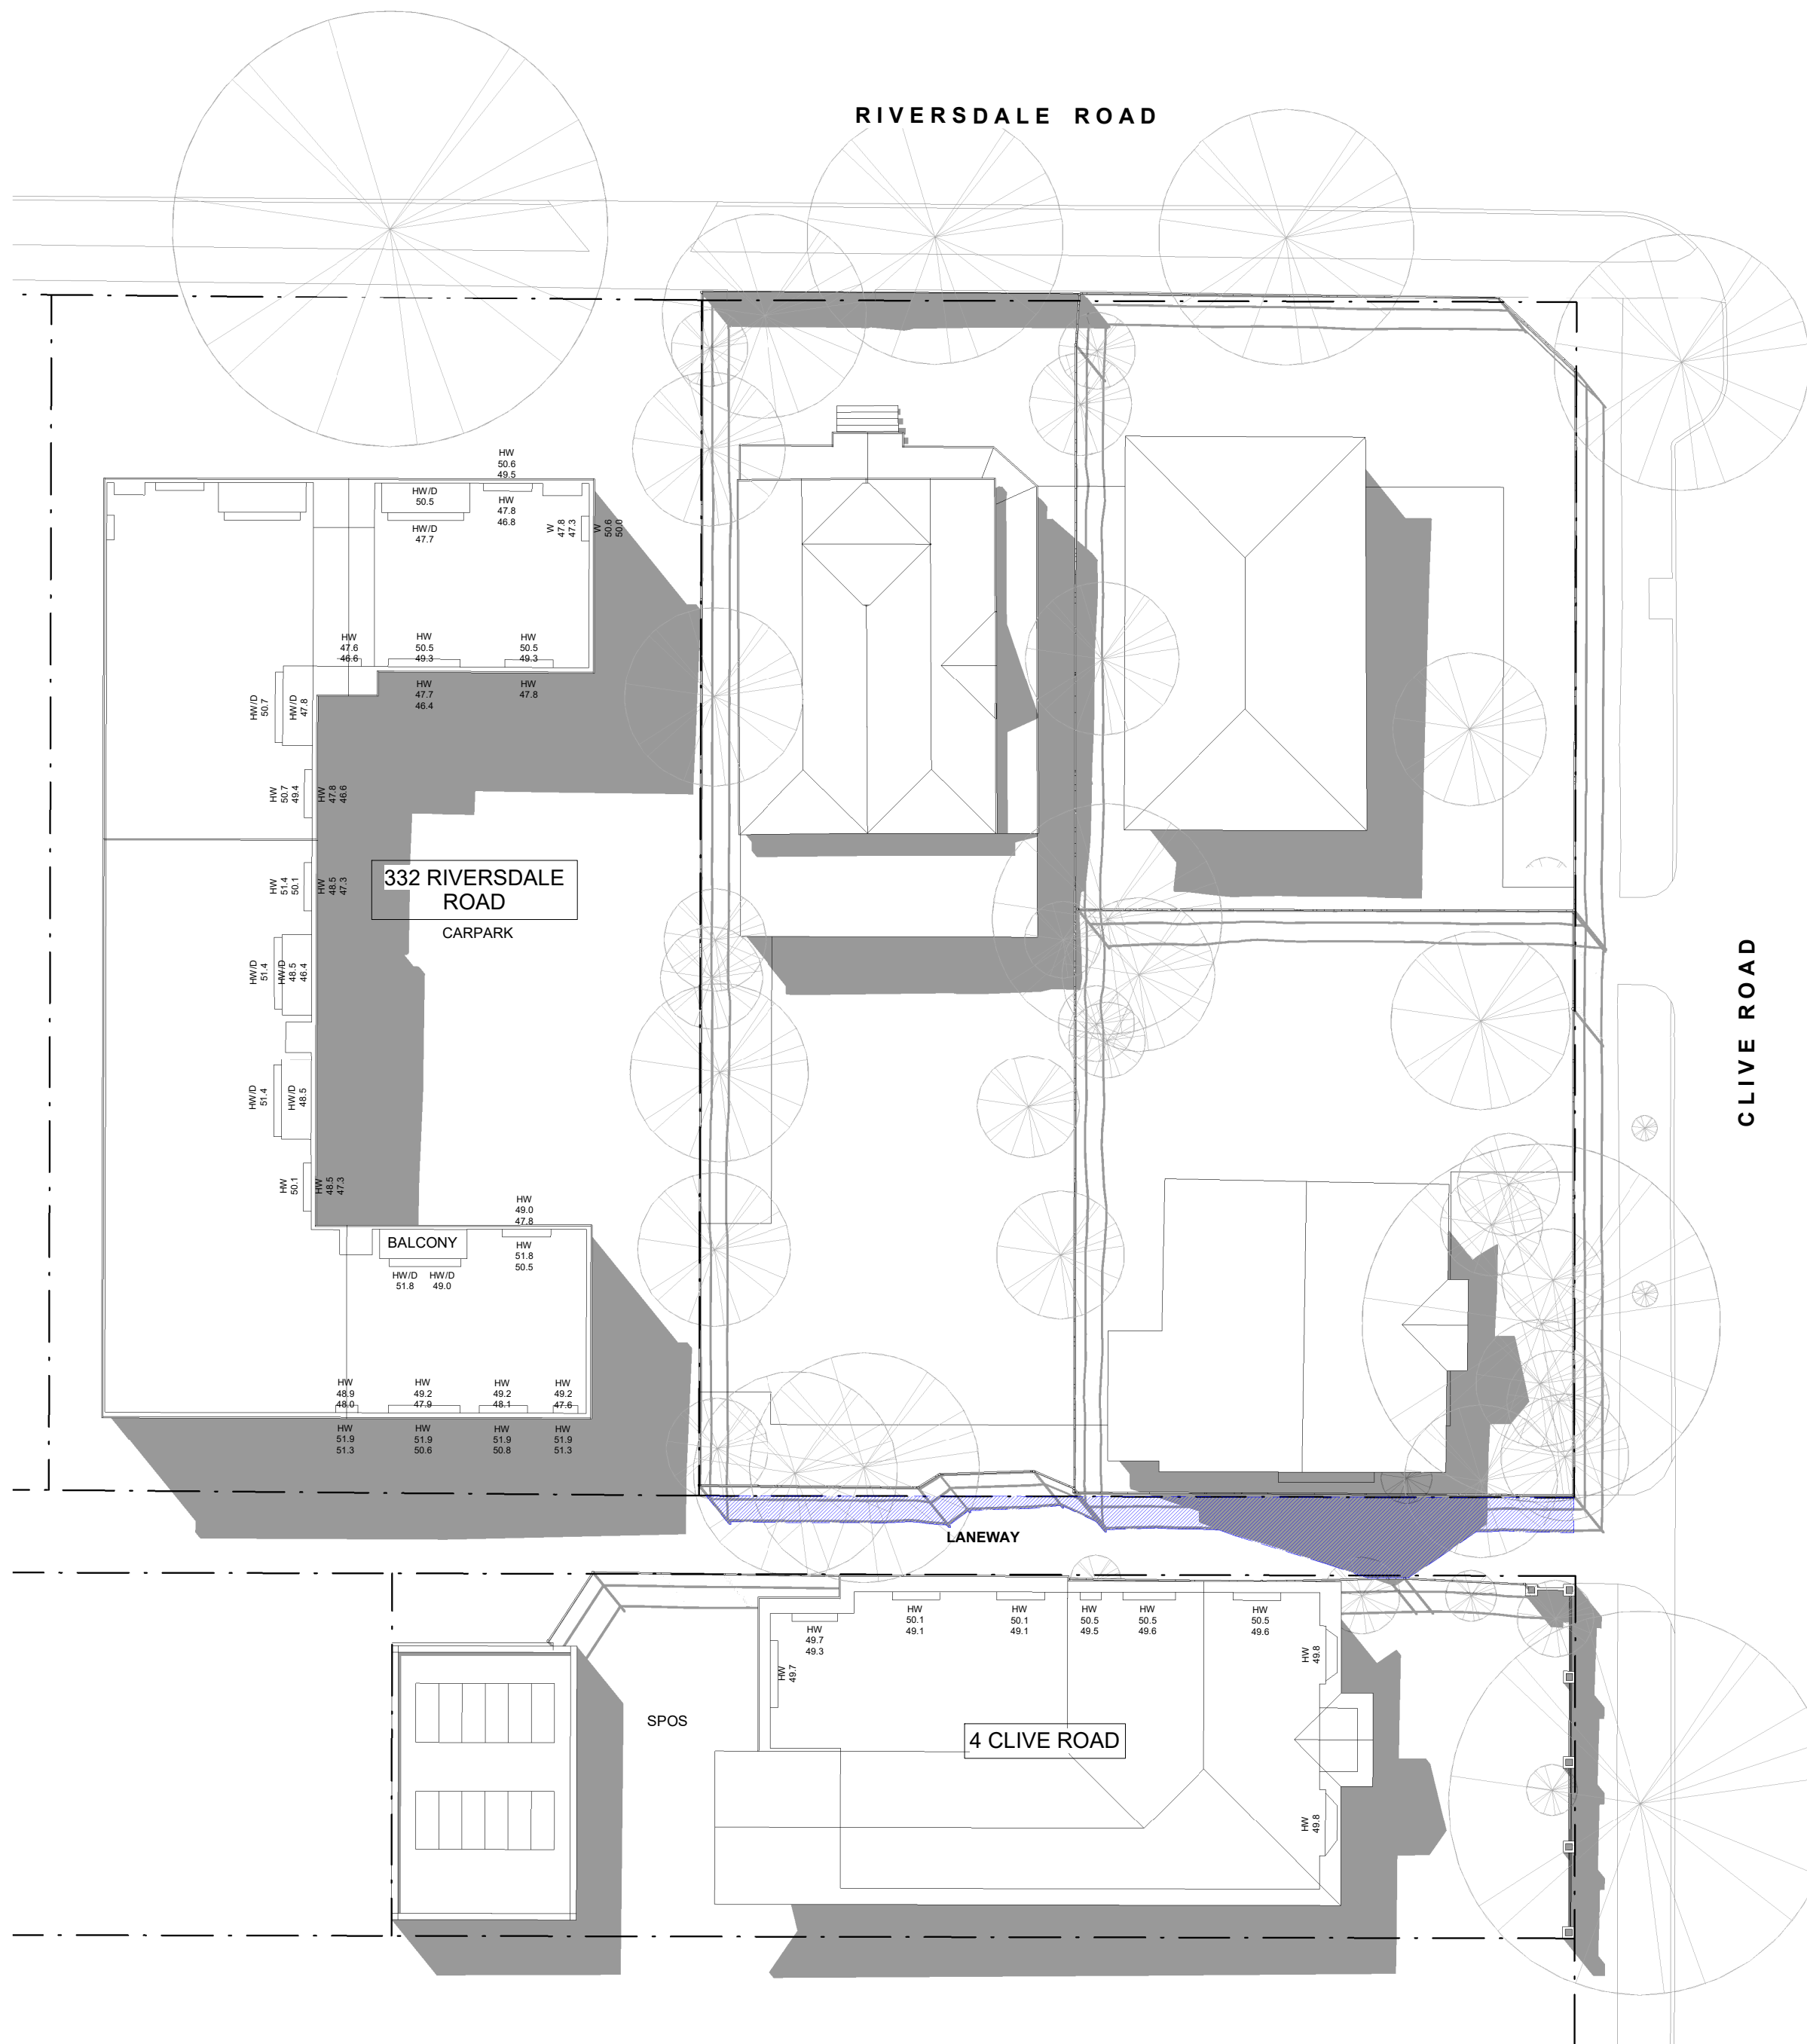 RIVERSDALE ROAD
HW
50.6
49.5
HW/D
50.5
HW
47.8
46.8
HW/D
47.7
W
47.8
47.3
W
50.6
50.0
HW
47.6
46.6
HW
50.5
49.3
HW
50.5
49.3
HW
47.7
46.4
HW
47.8
HW/D
50.7
HW/D
47.8
HW
50.7
49.4
HW
47.8
46.6
HW
51.4
50.1
HW
48.5
47.3
332 RIVERSDALE
ROAD
CARPARK
HW/D
51.4
HW/D
48.5
46.4
CLIVE ROAD
HW/D
51.4
HW/D
48.5
HW
50.1
HW
48.5
47.3
HW
49.0
47.8
BALCONY
HW
51.8
50.5
HW/D
51.8
HW/D
49.0
HW
48.9
48.0
HW
49.2
47.9
HW
49.2
48.1
HW
49.2
47.6
HW
51.9
51.3
HW
51.9
50.6
HW
51.9
50.8
HW
51.9
51.3
LANEWAY
HW
49.7
49.3
HW
50.1
49.1
HW
50.1
49.1
HW
50.5
49.5
HW
50.5
49.6
HW
50.5
49.6
HW
49.8
HW
49.7
SPOS
4 CLIVE ROAD
HW
49.8